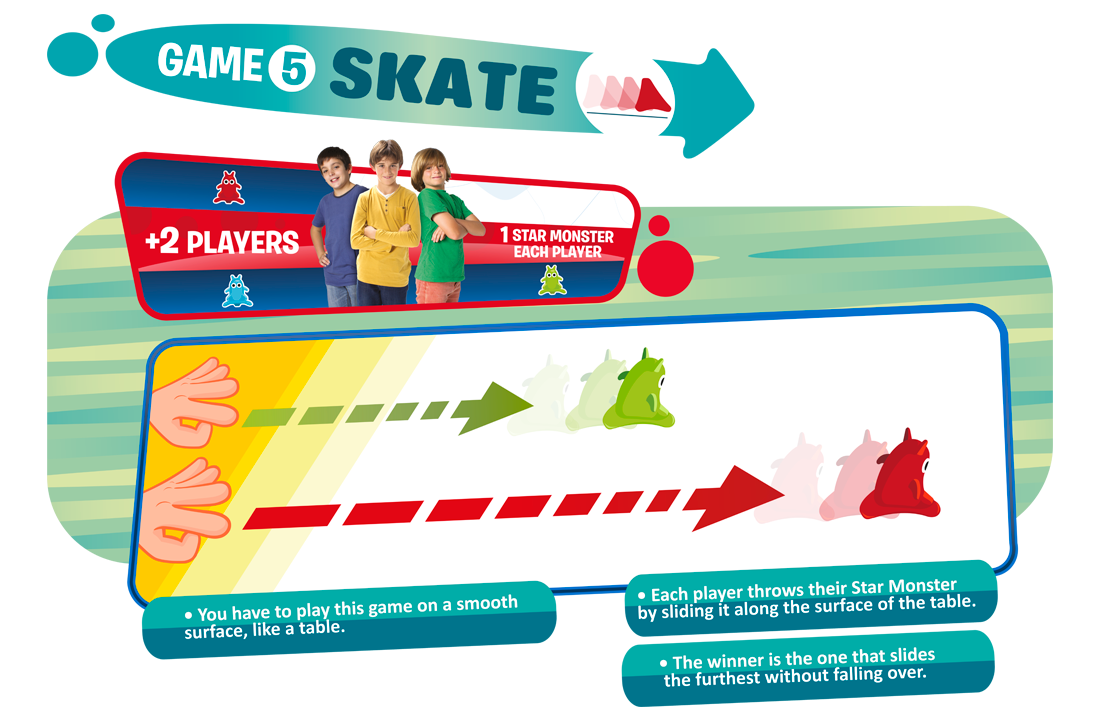 GAME 5 SKATE
+2 PLAYERS
1 STAR MONSTER
EACH PLAYER
• You have to play this game on a smooth
surface, like a table.
• Each player throws their Star Monster
by sliding it along the surface of the table.
• The winner is the one that slides
the furthest without falling over.